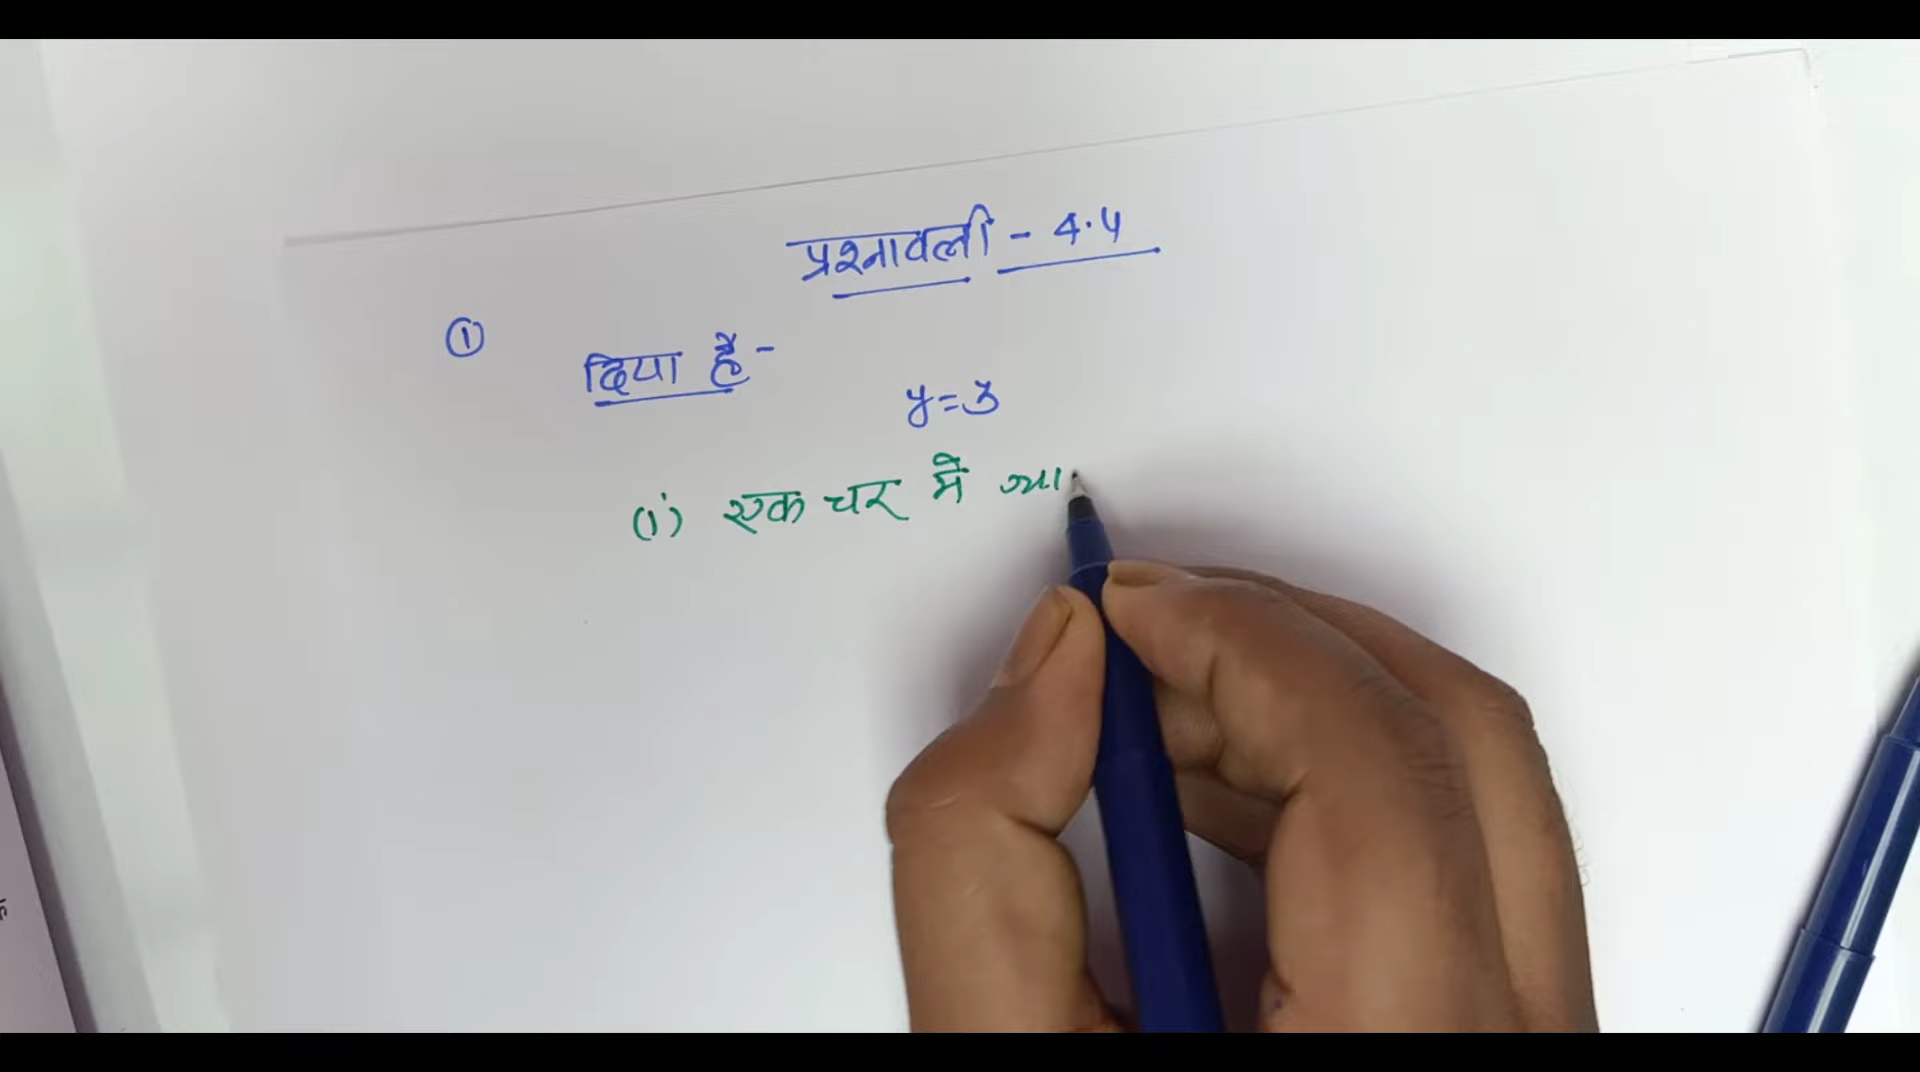 प्रश्नावली - 4.4
①
दिया है -
y = 3
(i) एक चर में ज्या